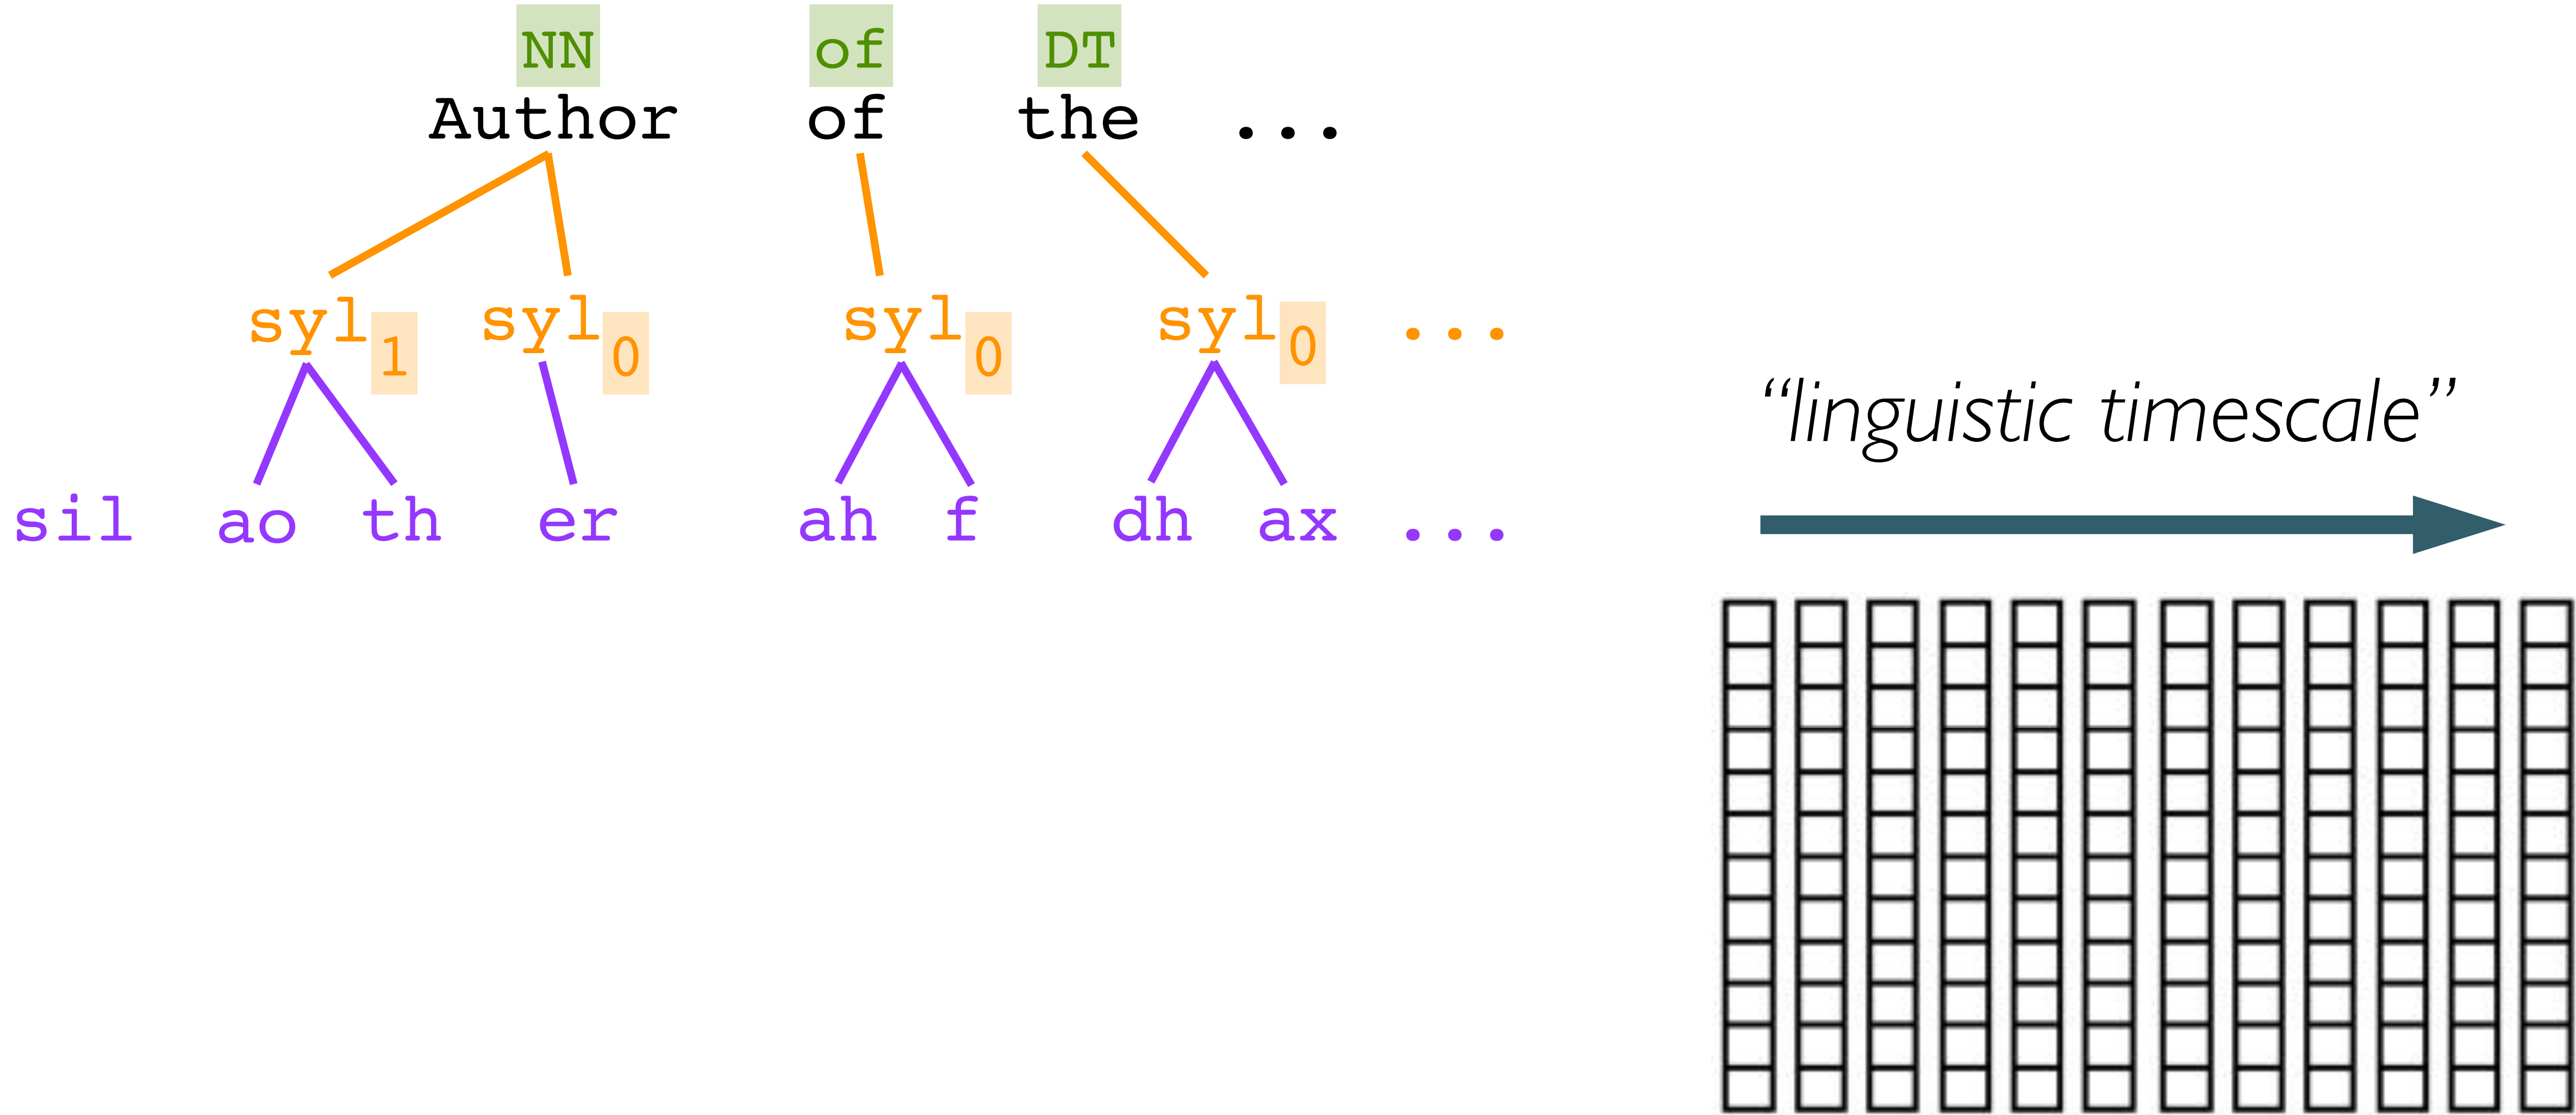 NN of DT
Author of the ...
syl1 syl0 syl0 syl0 ...
“linguistic timescale”
sil ao th er ah f dh ax ...